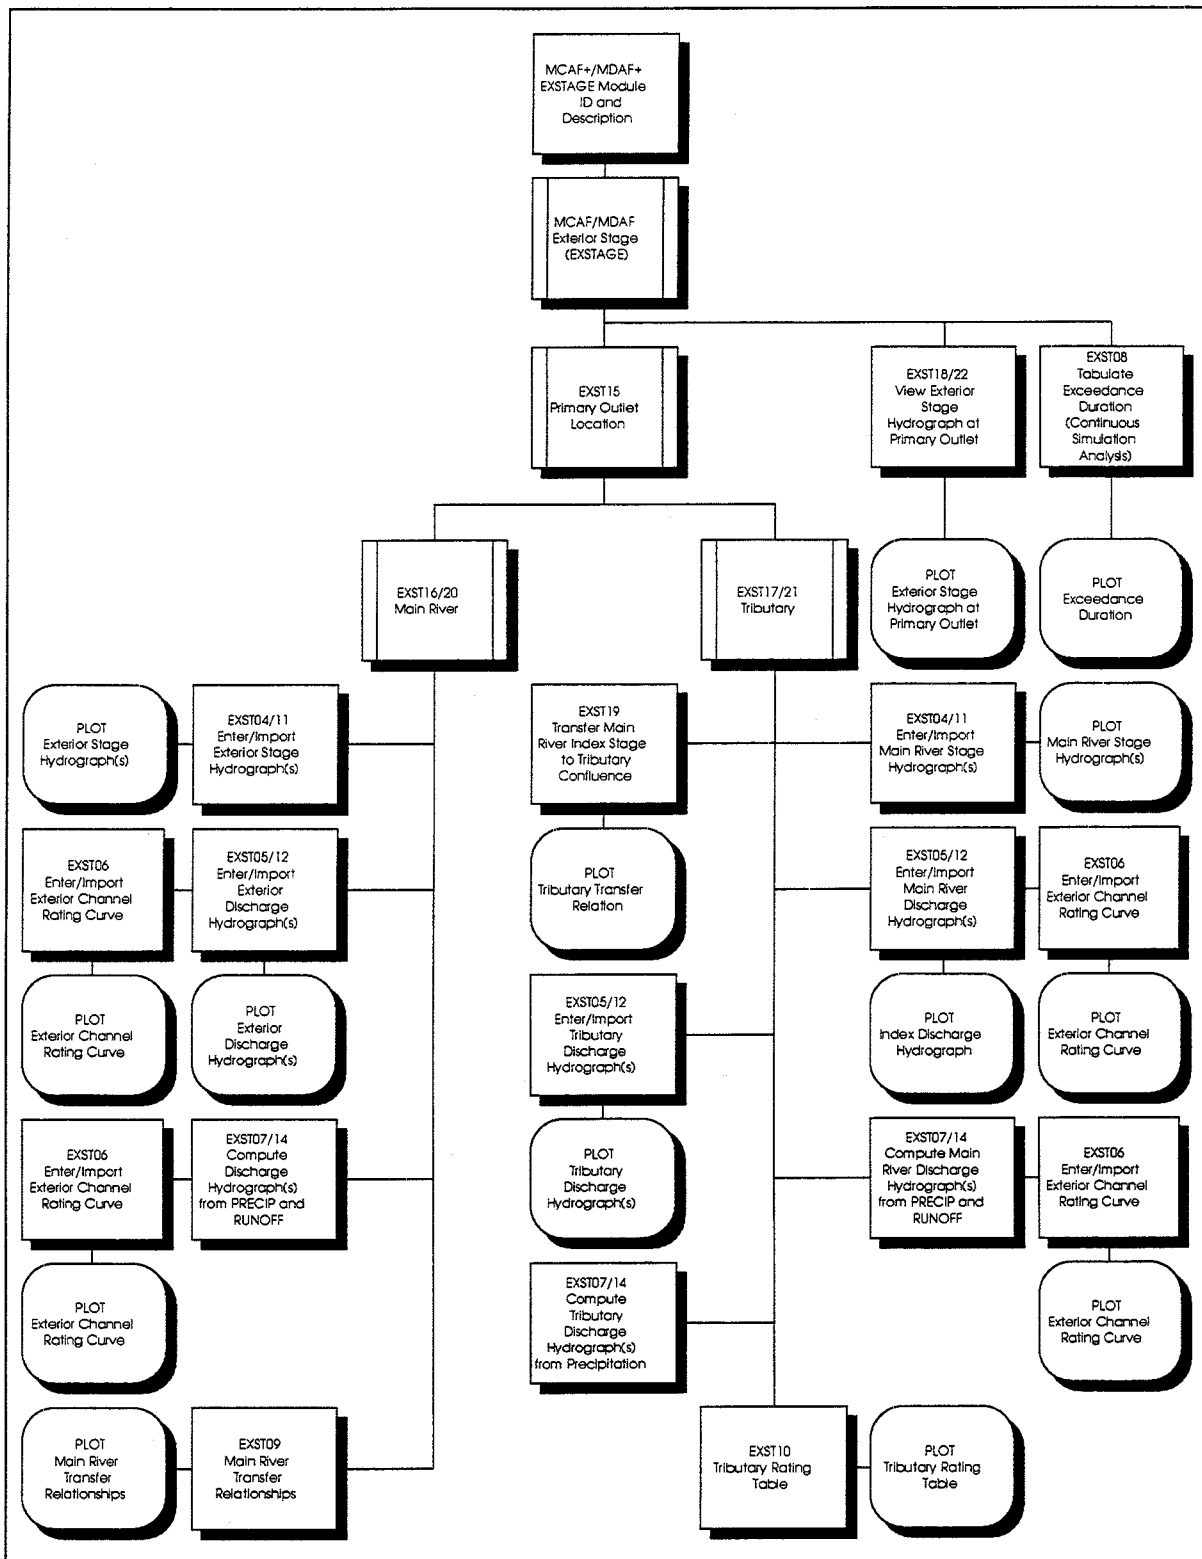 MCAF+/MDAF+
EXSTAGE Module
ID and
Description
MCAF/MDAF
Exterior Stage
(EXSTAGE)
EXST15
Primary Outlet
Location
EXST18/22
View Exterior
Stage
Hydrograph at
Primary Outlet
EXST08
Tabulate
Exceedance
Duration
(Continuous
Simulation
Analysis)
EXST16/20
Main River
EXST17/21
Tributary
PLOT
Exterior Stage
Hydrograph at
Primary Outlet
PLOT
Exceedance
Duration
PLOT
Exterior Stage
Hydrograph(s)
EXST04/11
Enter/Import
Exterior Stage
Hydrograph(s)
EXST19
Transfer Main
River Index Stage
to Tributary
Confluence
EXST04/11
Enter/Import
Main River Stage
Hydrograph(s)
PLOT
Main River Stage
Hydrograph(s)
EXST06
Enter/Import
Exterior Channel
Rating Curve
EXST05/12
Enter/Import
Exterior
Discharge
Hydrograph(s)
PLOT
Tributary Transfer
Relation
EXST05/12
Enter/Import
Main River
Discharge
Hydrograph(s)
EXST06
Enter/Import
Exterior Channel
Rating Curve
PLOT
Exterior Channel
Rating Curve
PLOT
Exterior
Discharge
Hydrograph(s)
EXST05/12
Enter/Import
Tributary
Discharge
Hydrograph(s)
PLOT
Index Discharge
Hydrograph
PLOT
Exterior Channel
Rating Curve
EXST06
Enter/Import
Exterior Channel
Rating Curve
EXST07/14
Compute
Discharge
Hydrograph(s)
from PRECIP and
RUNOFF
PLOT
Tributary
Discharge
Hydrograph(s)
EXST07/14
Compute Main
River Discharge
Hydrograph(s)
from PRECIP and
RUNOFF
EXST06
Enter/Import
Exterior Channel
Rating Curve
PLOT
Exterior Channel
Rating Curve
EXST07/14
Compute
Tributary
Discharge
Hydrograph(s)
from Precipitation
PLOT
Exterior Channel
Rating Curve
PLOT
Main River
Transfer
Relationships
EXST09
Main River
Transfer
Relationships
EXST10
Tributary Rating
Table
PLOT
Tributary Rating
Table